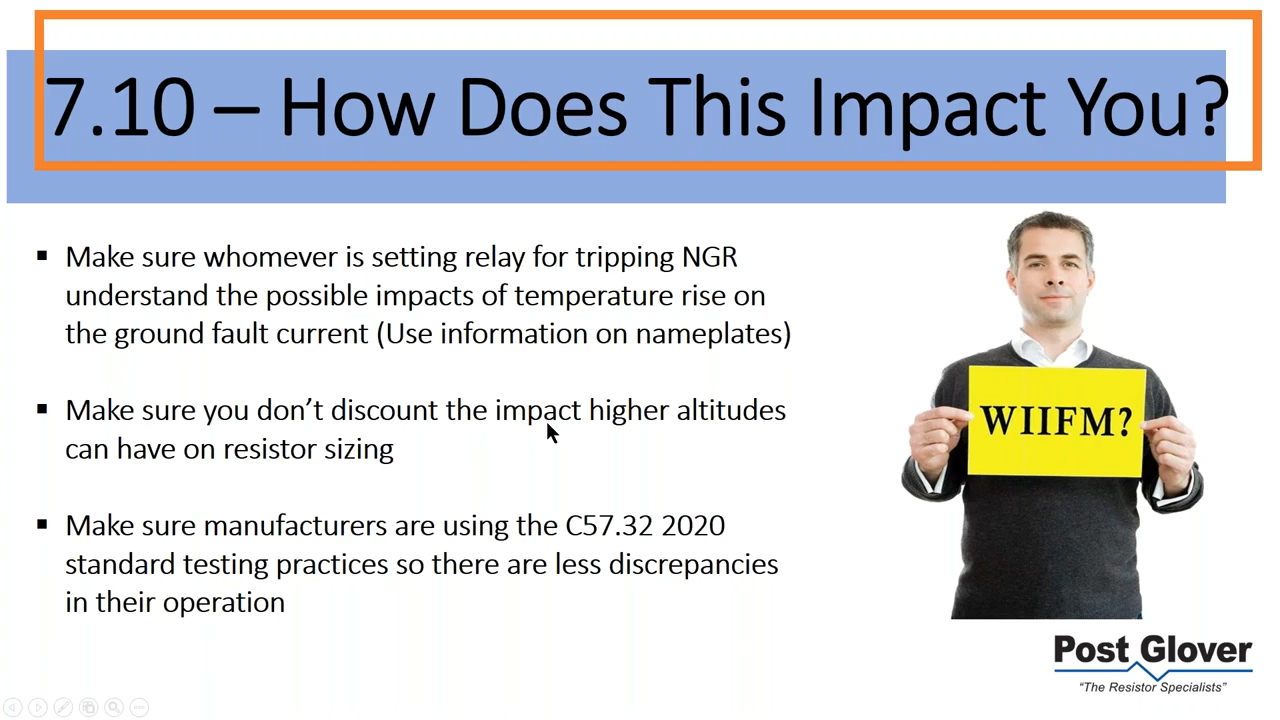 7.10 – How Does This Impact You?
▪ Make sure whomever is setting relay for tripping NGR
understand the possible impacts of temperature rise on
the ground fault current (Use information on nameplates)
▪ Make sure you don’t discount the impact higher altitudes
can have on resistor sizing
▪ Make sure manufacturers are using the C57.32 2020
standard testing practices so there are less discrepancies
in their operation
WIIFM?
Post Glover
“The Resistor Specialists”